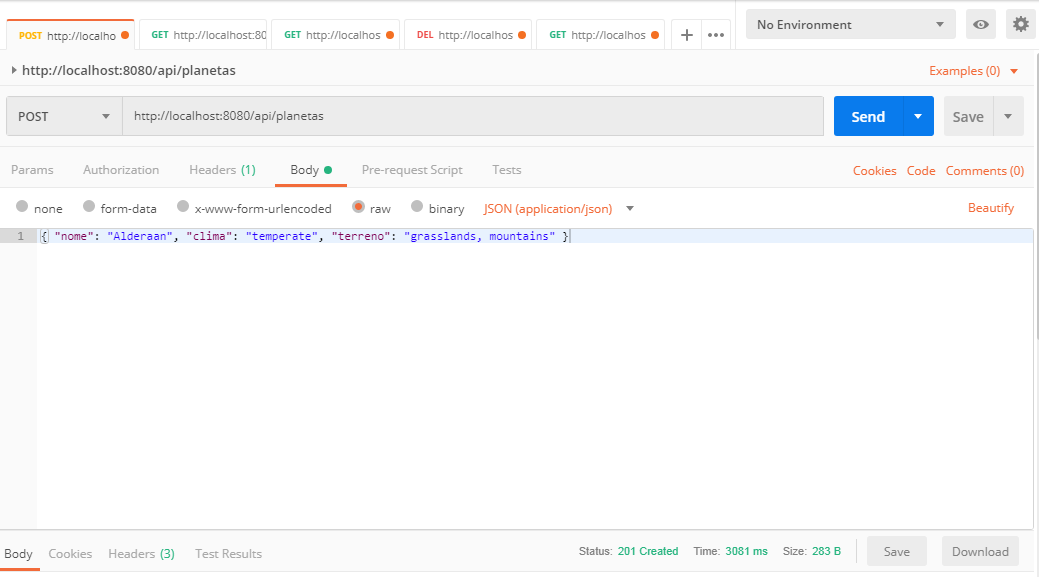 POST http://localho GET http://localhost:80 GET http://localhos DEL http://localhos GET http://localhos + ••• No Environment
http://localhost:8080/api/planetas Examples (0)
POST http://localhost:8080/api/planetas Send Save
Params Authorization Headers (1) Body Pre-request Script Tests Cookies Code Comments (0)
none form-data x-www-form-urlencoded raw binary JSON (application/json) Beautify
1 { "nome": "Alderaan", "clima": "temperate", "terreno": "grasslands, mountains" }
Body Cookies Headers (3) Test Results Status: 201 Created Time: 3081 ms Size: 283 B Save Download